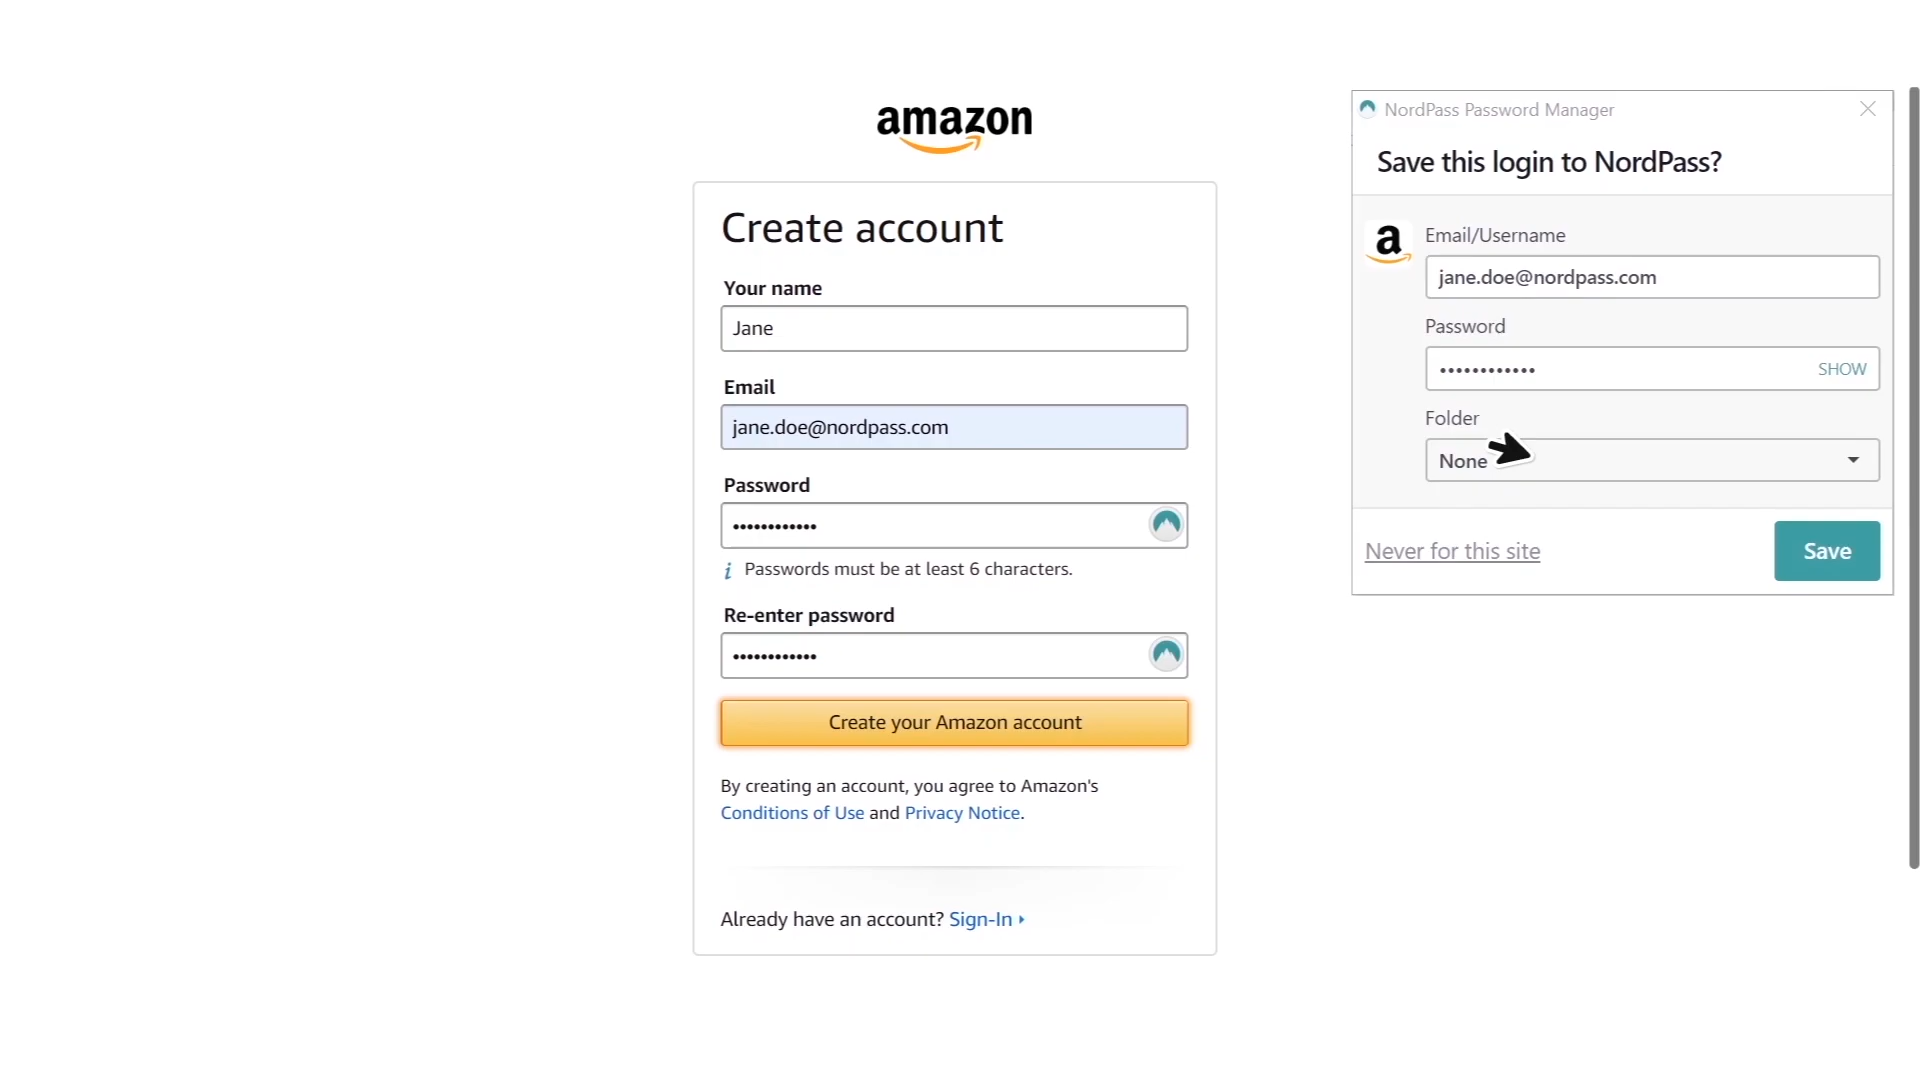 amazon
Create account
Your name
Jane
Email
jane.doe@nordpass.com
Password
••••••••••••
i Passwords must be at least 6 characters.
Re-enter password
••••••••••••
Create your Amazon account
By creating an account, you agree to Amazon's
Conditions of Use and Privacy Notice.
Already have an account? Sign-In
NordPass Password Manager
Save this login to NordPass?
a
Email/Username
jane.doe@nordpass.com
Password
•••••••••••• SHOW
Folder
None
Never for this site
Save